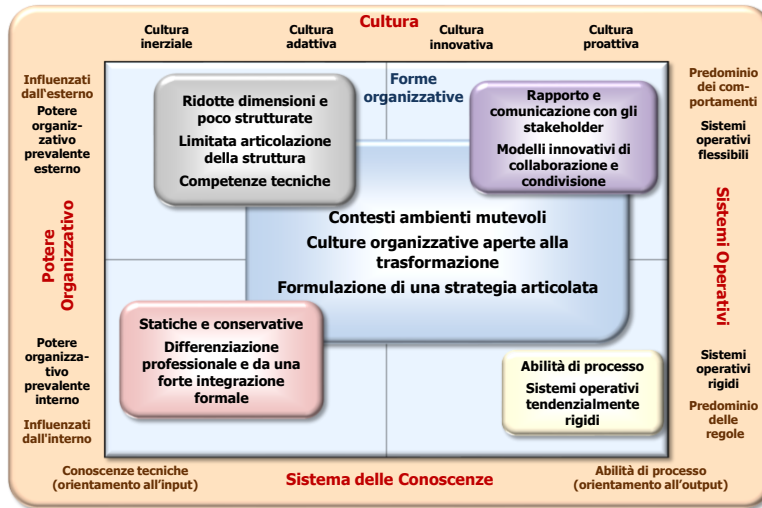 Cultura
Cultura
inerziale
Cultura
adattiva
Cultura
innovativa
Cultura
proattiva
Influenzati
dall'esterno
Potere
organiz-
zativo
prevalente
esterno
Potere
Organizzativo
Potere
organizza-
tivo
prevalente
interno
Influenzati
dall'interno
Forme
organizzative
Ridotte dimensioni e
poco strutturate
Limitata articolazione
della struttura
Competenze tecniche
Rapporto e
comunicazione con gli
stakeholder
Modelli innovativi di
collaborazione e
condivisione
Contesti ambienti mutevoli
Culture organizzative aperte alla
trasformazione
Formulazione di una strategia articolata
Statiche e conservative
Differenziazione
professionale e da una
forte integrazione
formale
Abilità di processo
Sistemi operativi
tendenzialmente
rigidi
Predominio
dei com-
portamenti
Sistemi
operativi
flessibili
Sistemi Operativi
Sistemi
operativi
rigidi
Predominio
delle
regole
Conoscenze tecniche
(orientamento all'input)
Sistema delle Conoscenze
Abilità di processo
(orientamento all'output)